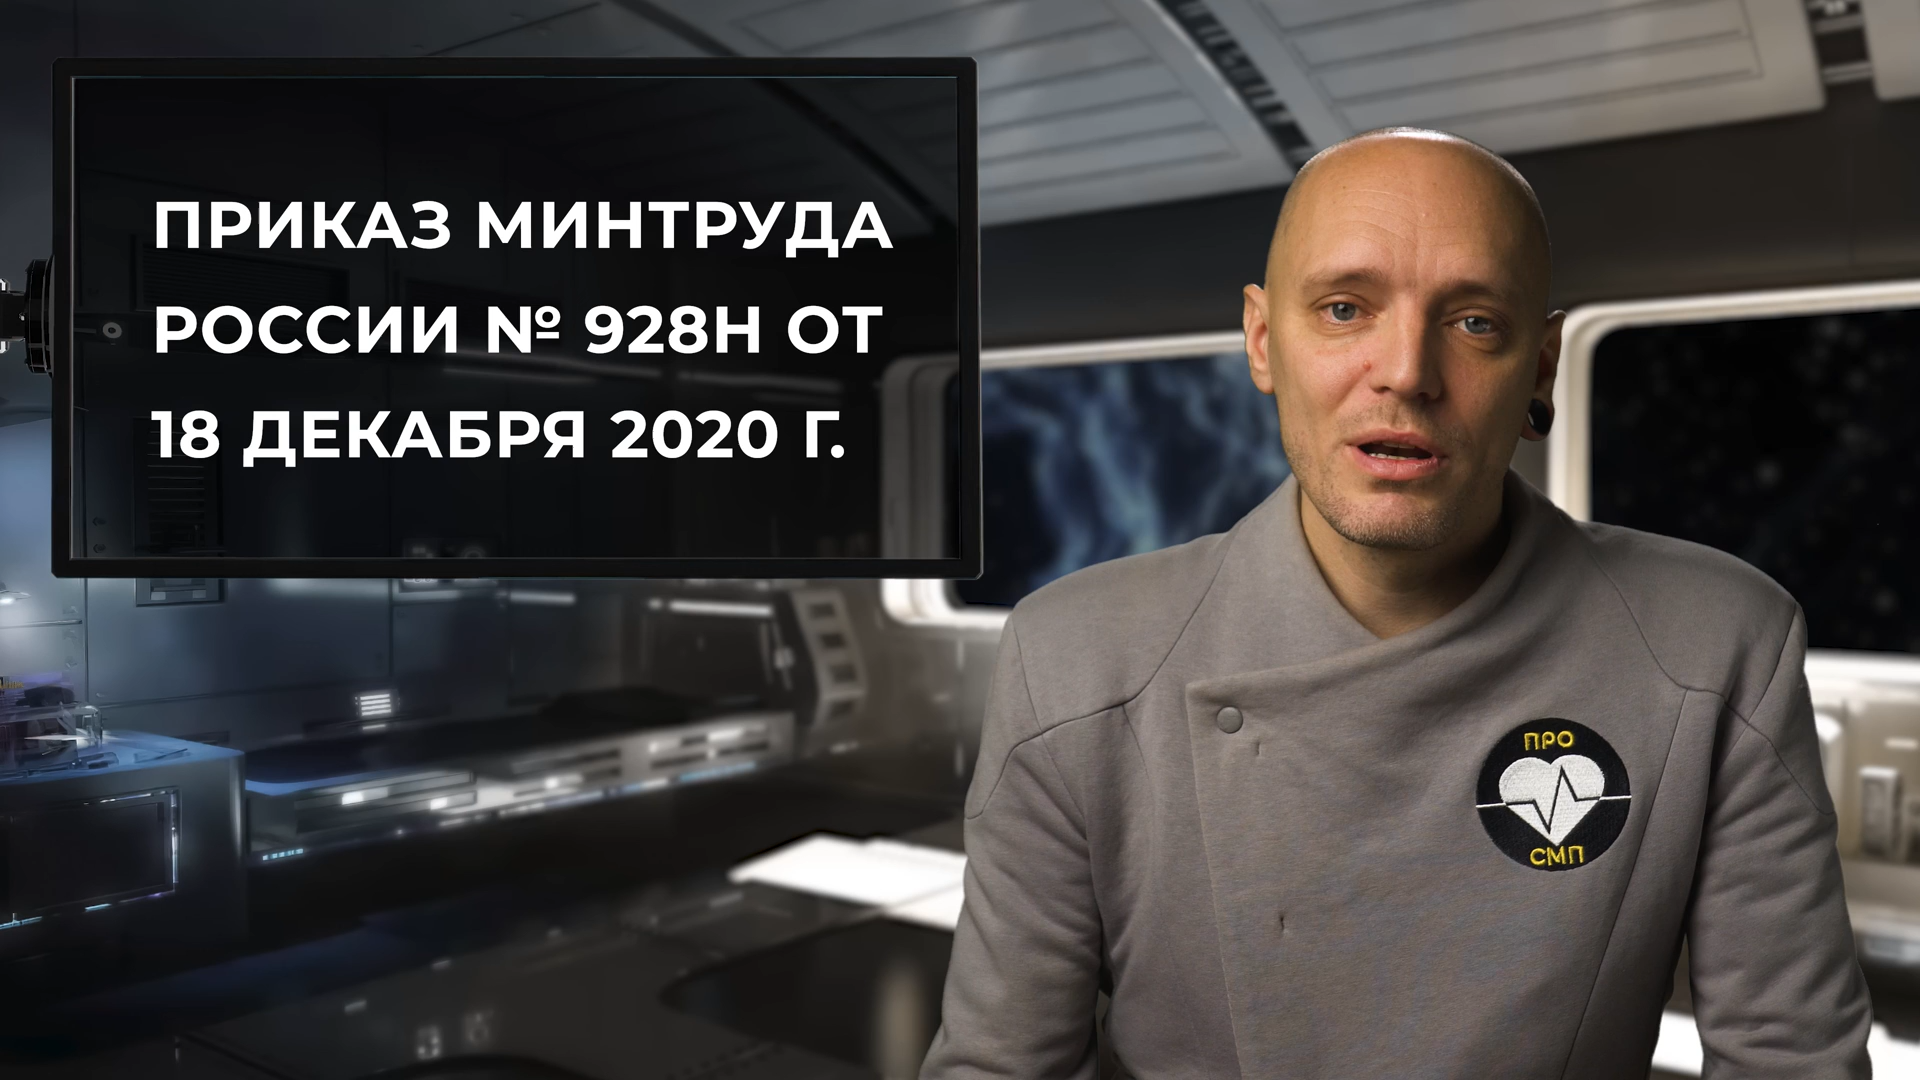 ПРИКАЗ МИНТРУДА
РОССИИ № 928Н ОТ
18 ДЕКАБРЯ 2020 Г.
ПРО
СМП